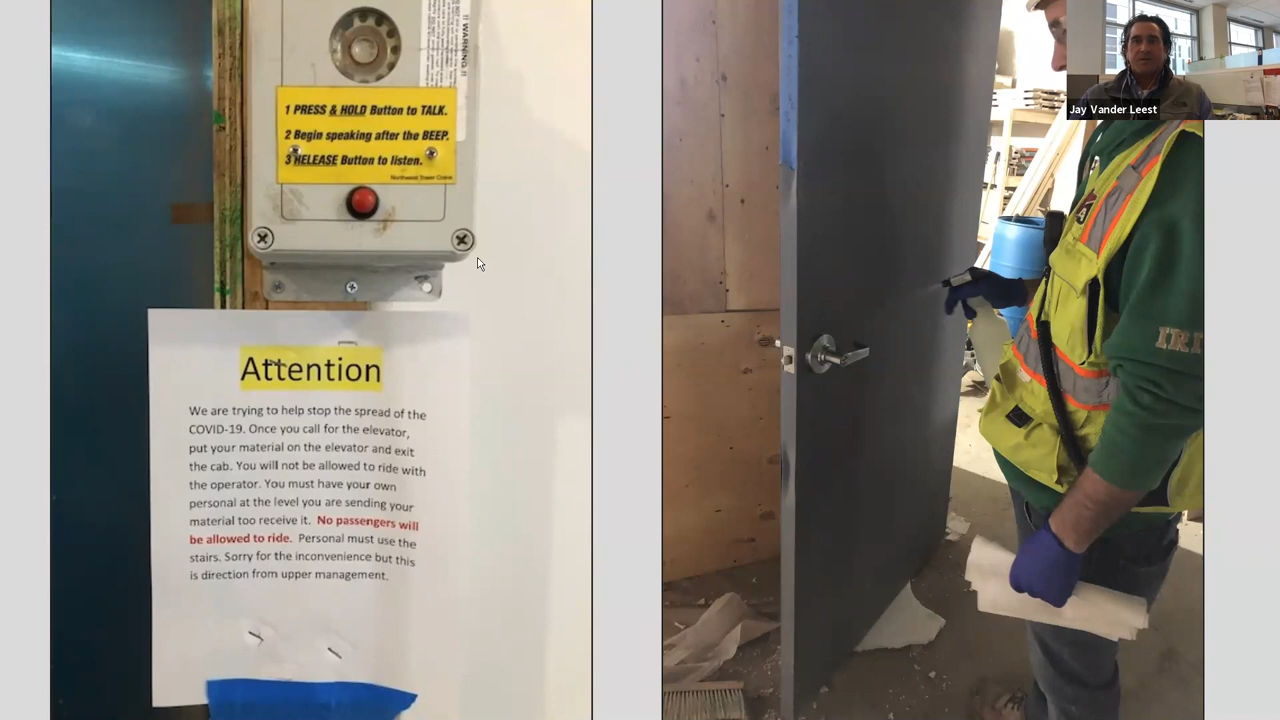 !! WARNING !!
1 PRESS & HOLD Button to TALK.
2 Begin speaking after the BEEP.
3 RELEASE Button to listen.
Northwest Tower Crane
Attention
We are trying to help stop the spread of the
COVID-19. Once you call for the elevator,
put your material on the elevator and exit
the cab. You will not be allowed to ride with
the operator. You must have your own
personal at the level you are sending your
material too receive it. No passengers will
be allowed to ride. Personal must use the
stairs. Sorry for the inconvenience but this
is direction from upper management.
Jay Vander Leest